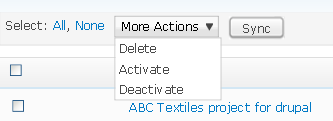 Select: All, None More Actions ▼ Sync
Delete
Activate
Deactivate
ABC Textiles project for drupal